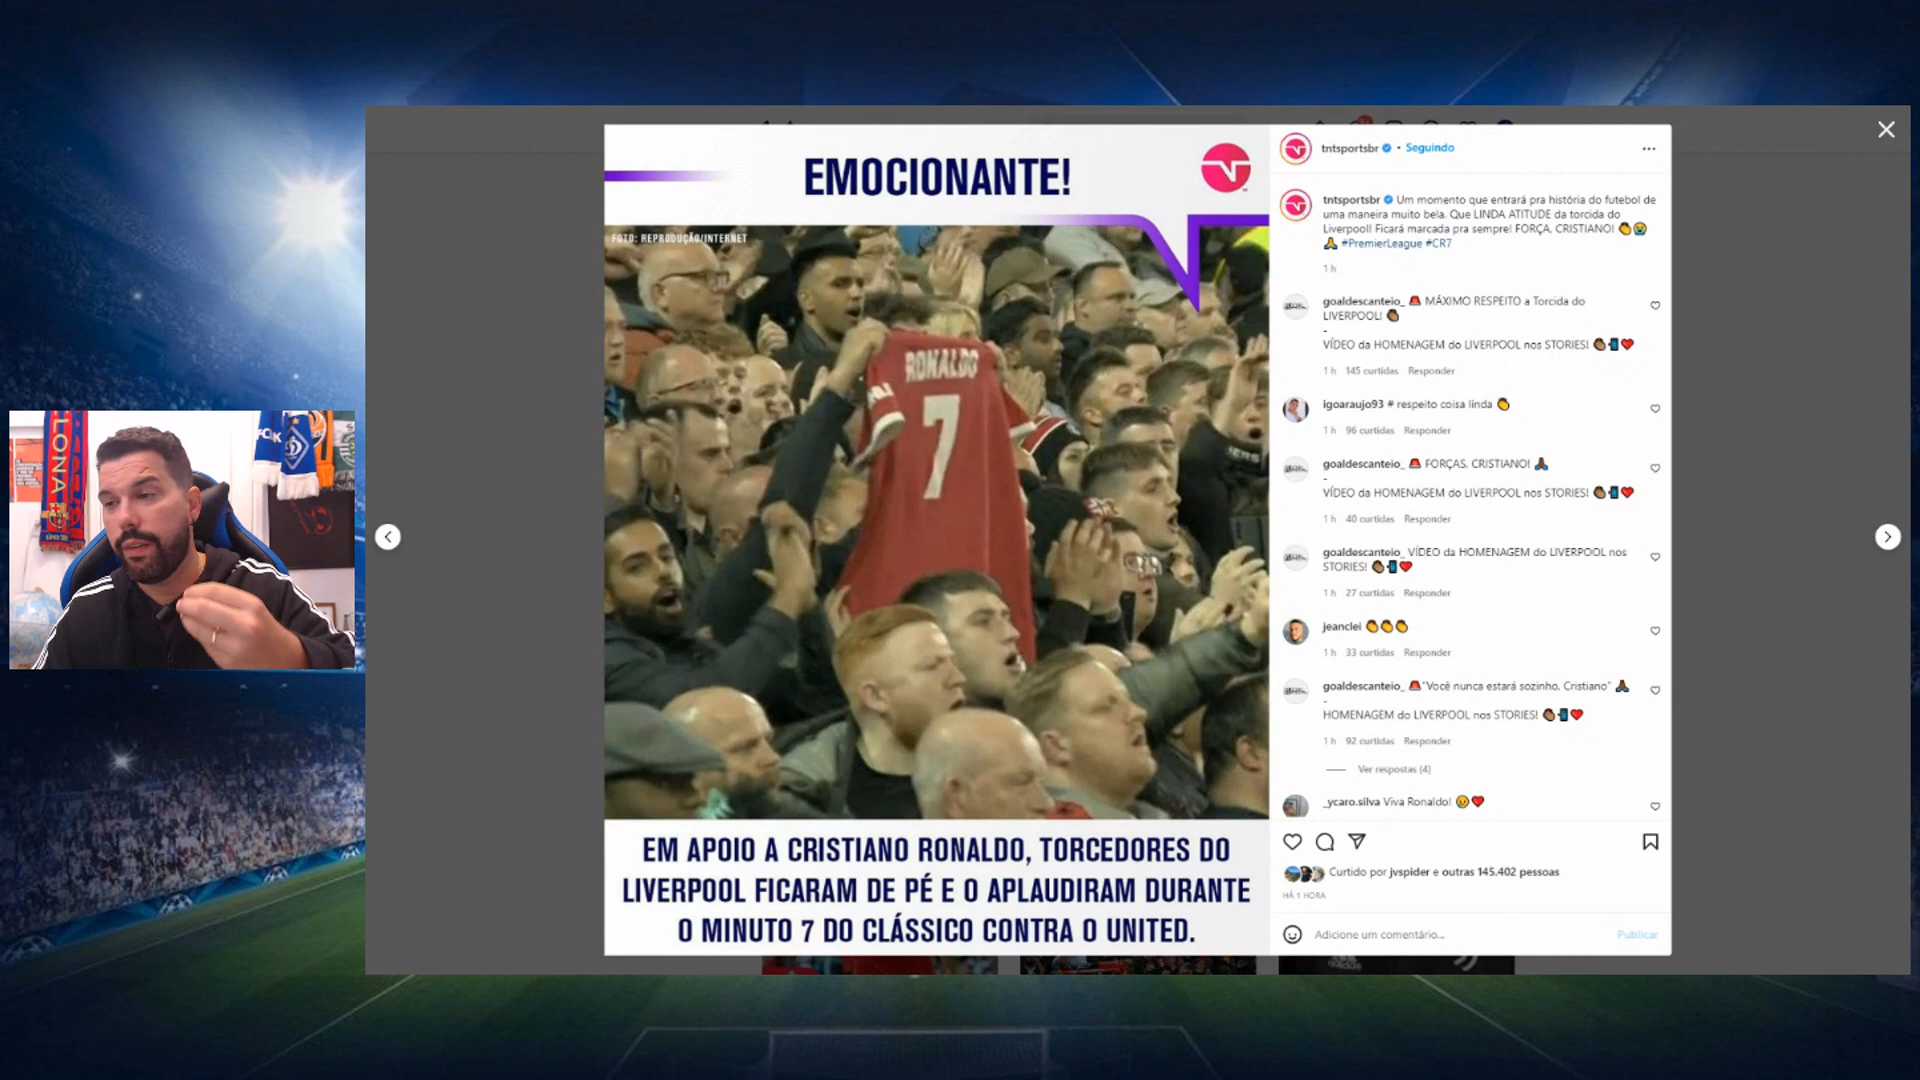 EMOCIONANTE!
FOTO: REPRODUÇÃO/INTERNET
RONALDO
7
EM APOIO A CRISTIANO RONALDO, TORCEDORES DO
LIVERPOOL FICARAM DE PÉ E O APLAUDIRAM DURANTE
O MINUTO 7 DO CLÁSSICO CONTRA O UNITED.
LONA
tntsportsbr • Seguindo
tntsportsbr Um momento que entrará pra história do futebol de
uma maneira muito bela. Que LINDA ATITUDE da torcida do
Liverpool! Ficará marcada pra sempre! FORÇA, CRISTIANO! 👏😭
🙏 #PremierLeague #CR7
1 h
goaldescanteio_ 🚨 MÁXIMO RESPEITO a Torcida do
LIVERPOOL! 👏🏾
-
VÍDEO da HOMENAGEM do LIVERPOOL nos STORIES! 👏🏾📲❤️
1 h 145 curtidas Responder
igoaraujo93 # respeito coisa linda 👏
1 h 96 curtidas Responder
goaldescanteio_ 🚨 FORÇAS, CRISTIANO! 🙏🏾
-
VÍDEO da HOMENAGEM do LIVERPOOL nos STORIES! 👏🏾📲❤️
1 h 40 curtidas Responder
goaldescanteio_ VÍDEO da HOMENAGEM do LIVERPOOL nos
STORIES! 👏🏾📲❤️
1 h 27 curtidas Responder
jeanclei 👏👏👏
1 h 33 curtidas Responder
goaldescanteio_ 🚨"Você nunca estará sozinho, Cristiano" 🙏🏾
-
HOMENAGEM do LIVERPOOL nos STORIES! 👏🏾📲❤️
1 h 92 curtidas Responder
Ver respostas (4)
_ycaro.silva Viva Ronaldo! 😢❤️
Curtido por jvspider e outras 145.402 pessoas
HÁ 1 HORA
Adicione um comentário... Publicar